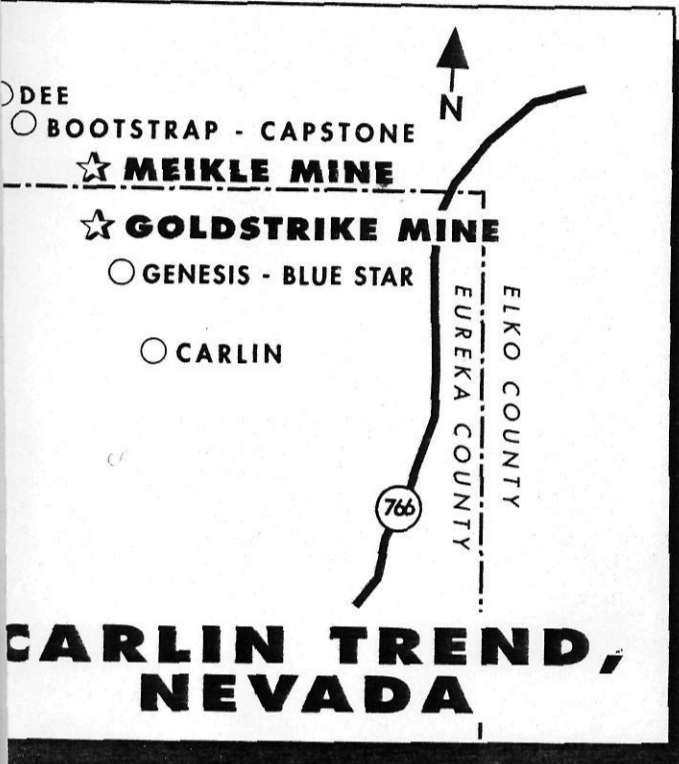 N
DEE
BOOTSTRAP - CAPSTONE
MEIKLE MINE
GOLDSTRIKE MINE
GENESIS - BLUE STAR
CARLIN
EUREKA COUNTY
ELKO COUNTY
766
CARLIN TREND,
NEVADA